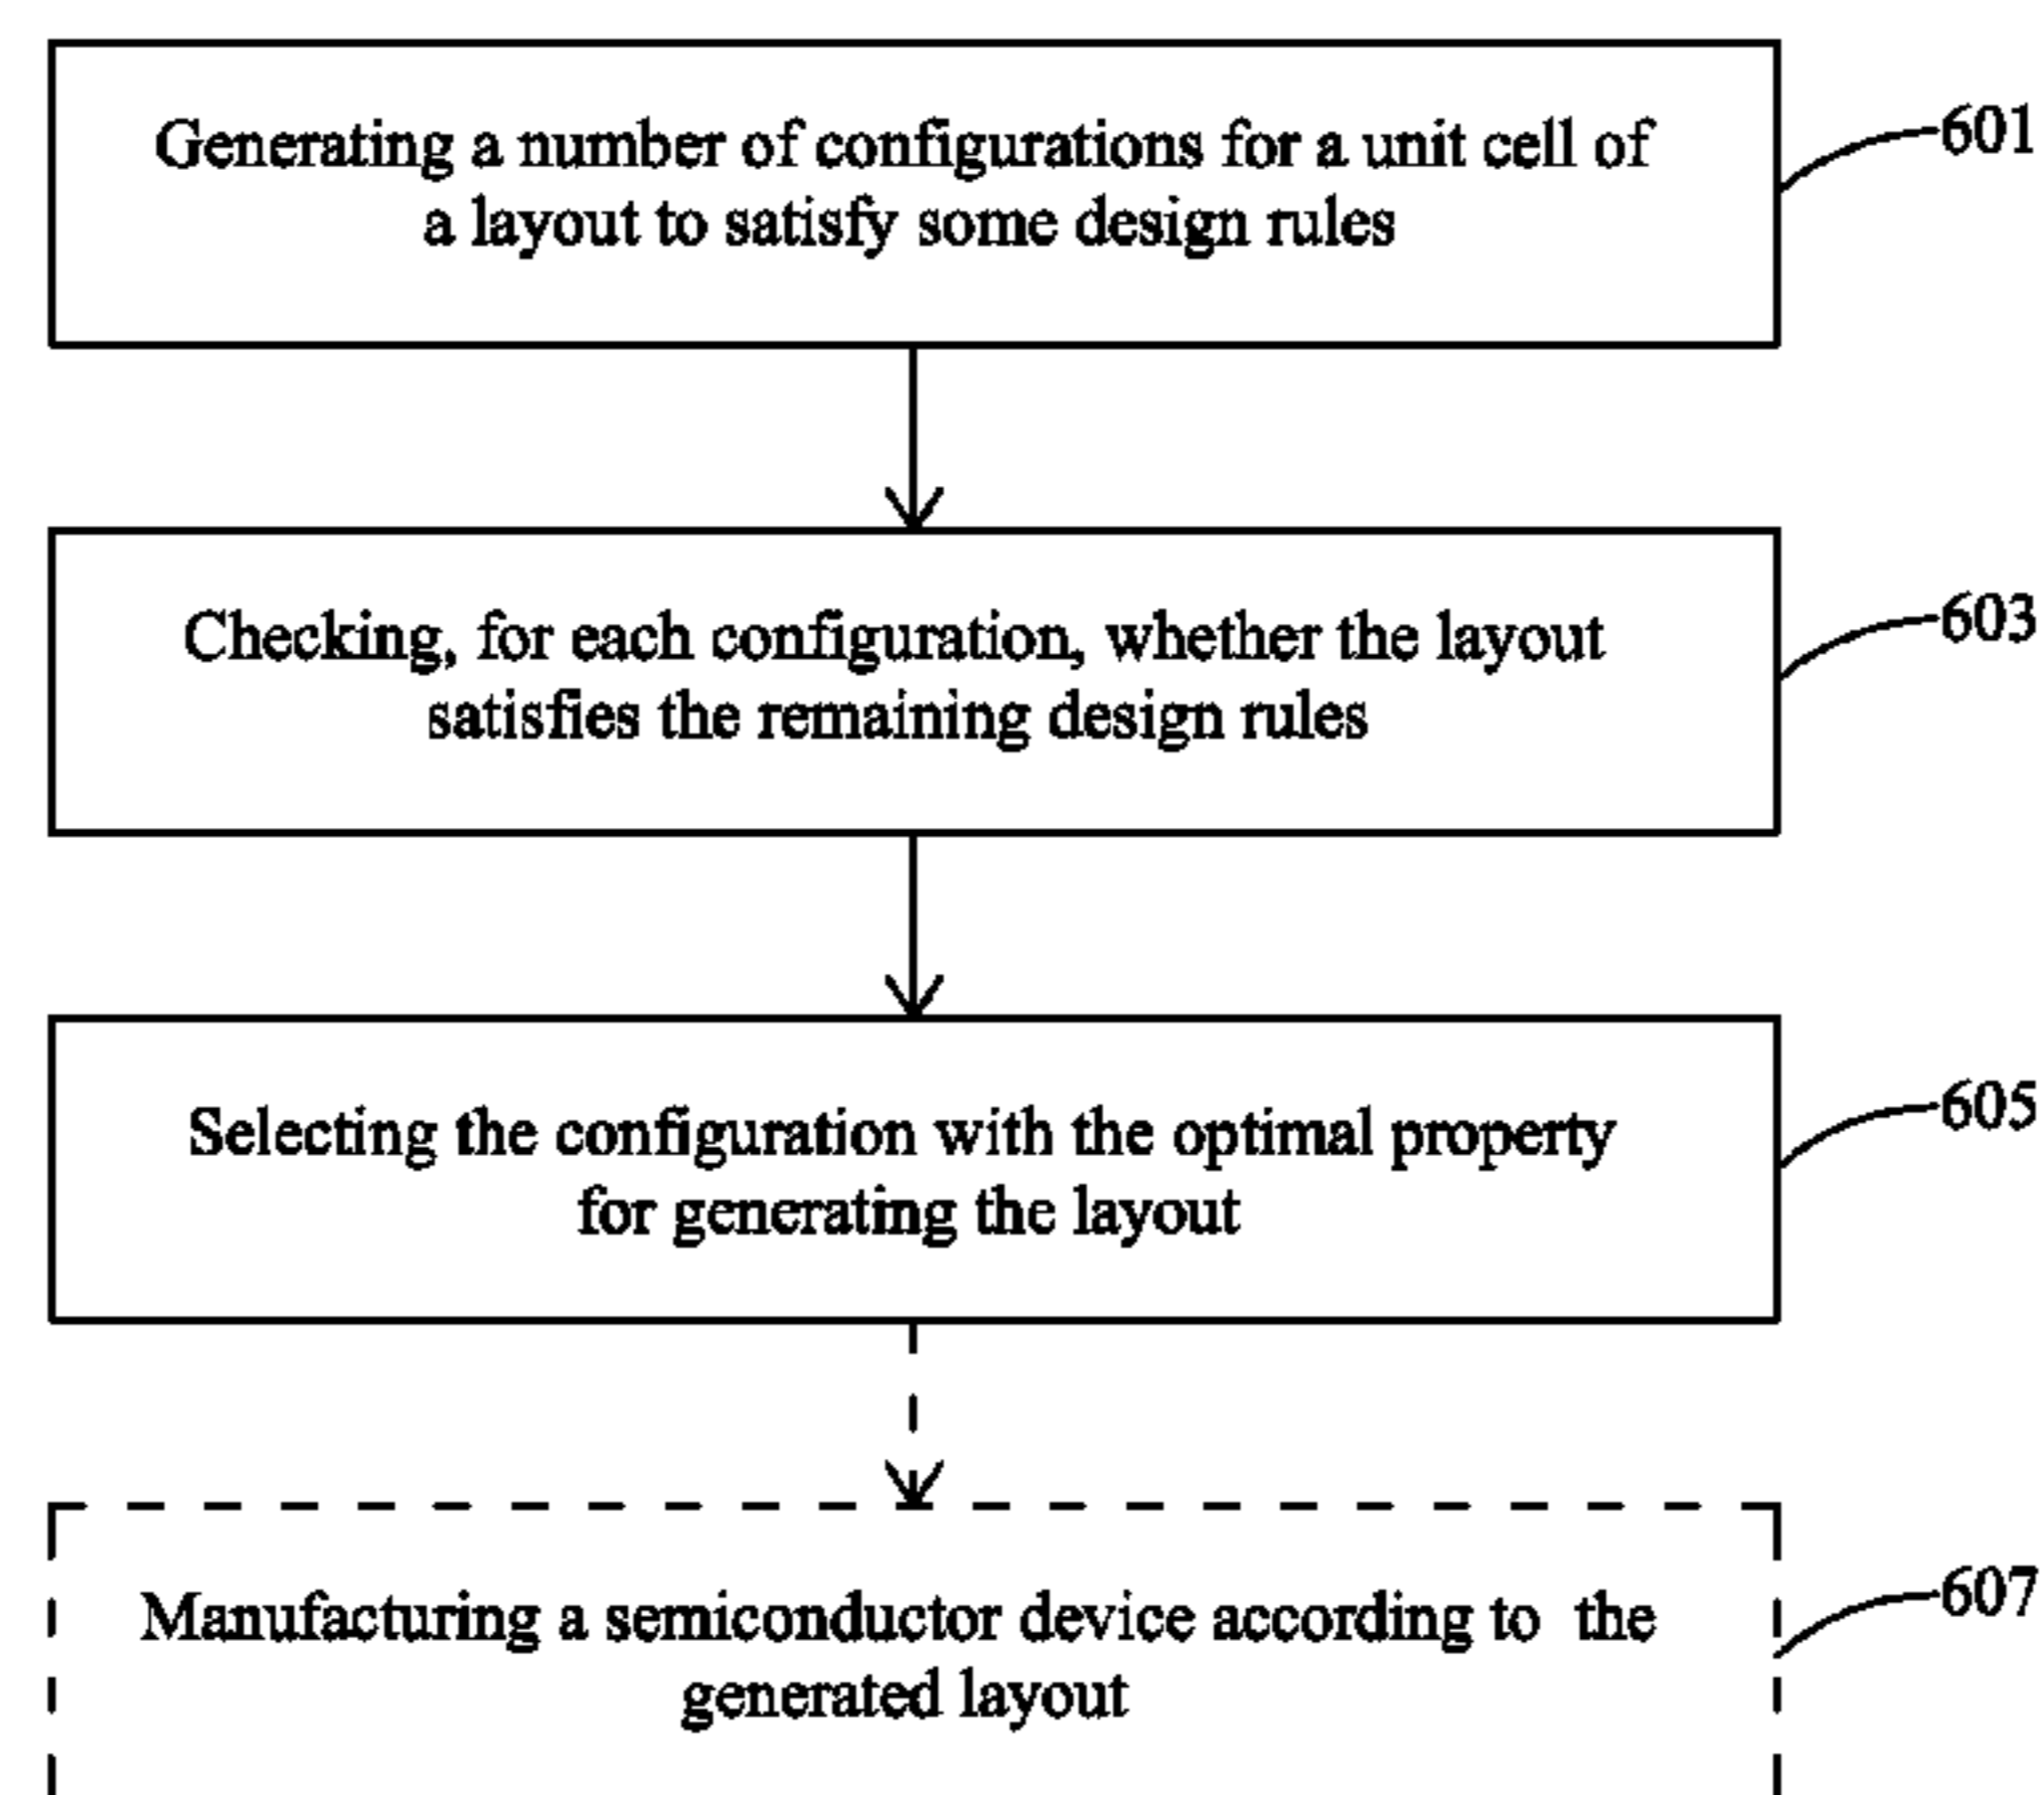 Generating a number of configurations for a unit cell of
a layout to satisfy some design rules
601
Checking, for each configuration, whether the layout
satisfies the remaining design rules
603
Selecting the configuration with the optimal property
for generating the layout
605
Manufacturing a semiconductor device according to the
generated layout
607